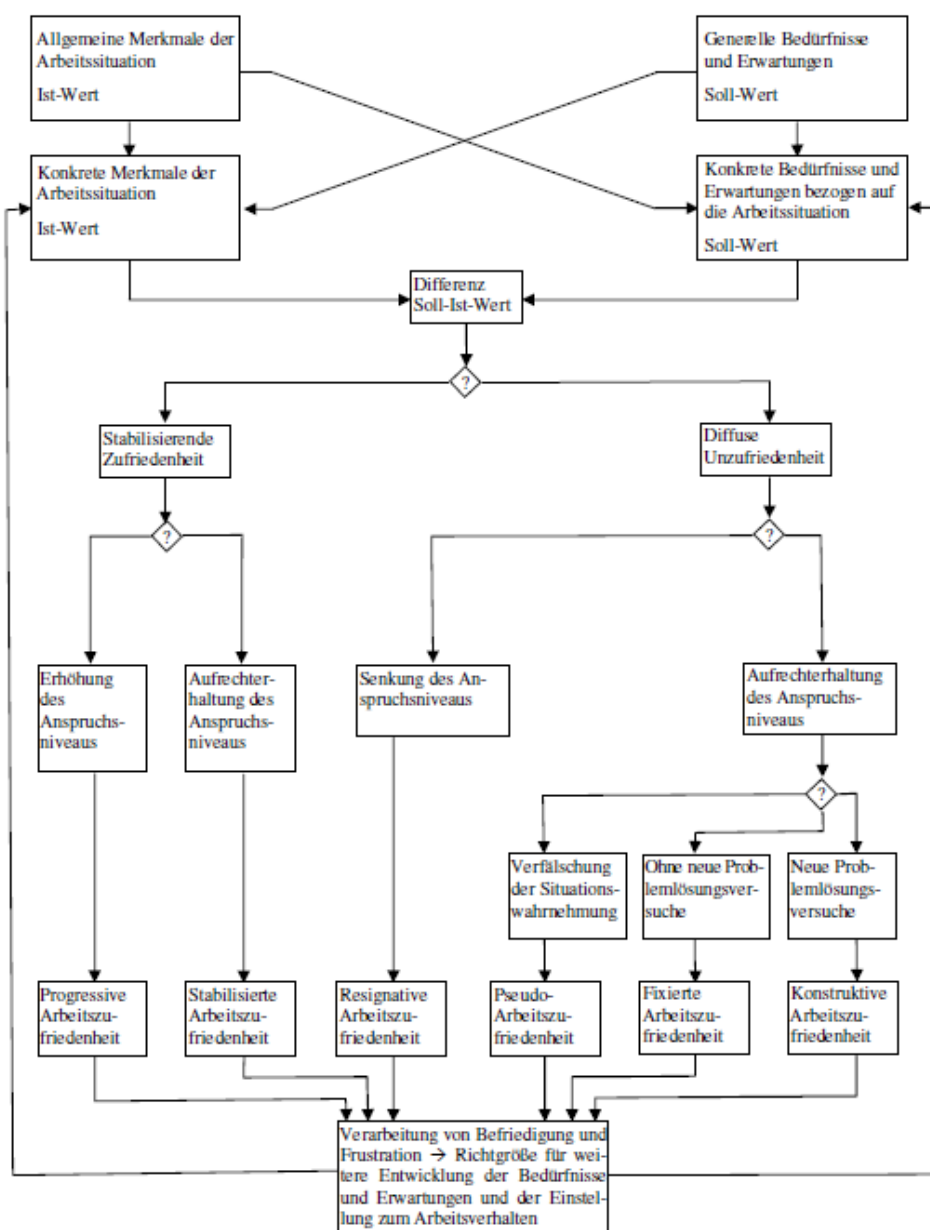 Allgemeine Merkmale der
Arbeitssituation
Ist-Wert
Generelle Bedürfnisse
und Erwartungen
Soll-Wert
Konkrete Merkmale der
Arbeitssituation
Ist-Wert
Konkrete Bedürfnisse und
Erwartungen bezogen auf
die Arbeitssituation
Soll-Wert
Differenz
Soll-Ist-Wert
?
Stabilisierende
Zufriedenheit
Diffuse
Unzufriedenheit
?
?
Erhöhung
des
Anspruchs-
niveaus
Aufrechter-
haltung des
Anspruchs-
niveaus
Senkung des An-
spruchsniveaus
Aufrechterhaltung
des Anspruchs-
niveaus
?
Verfälschung
der Situations-
wahrnehmung
Ohne neue Prob-
lemlösungsver-
suche
Neue Prob-
lemlösungs-
versuche
Progressive
Arbeitszu-
friedenheit
Stabilisierte
Arbeitszu-
friedenheit
Resignative
Arbeitszu-
friedenheit
Pseudo-
Arbeitszu-
friedenheit
Fixierte
Arbeitszu-
friedenheit
Konstruktive
Arbeitszu-
friedenheit
Verarbeitung von Befriedigung und
Frustration → Richtgröße für wei-
tere Entwicklung der Bedürfnisse
und Erwartungen und der Einstel-
lung zum Arbeitsverhalten